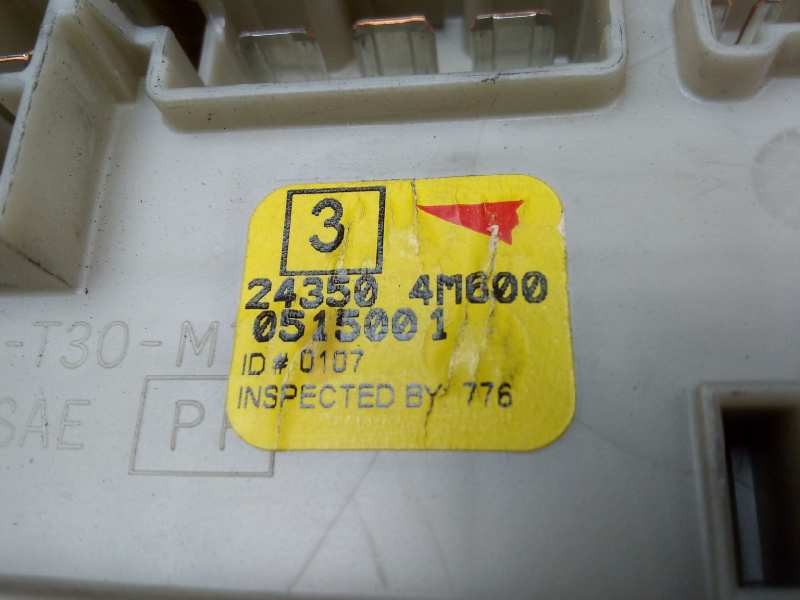 3
24350 4M600
0515001
ID # 0107
INSPECTED BY 776
-T30-M
SAE